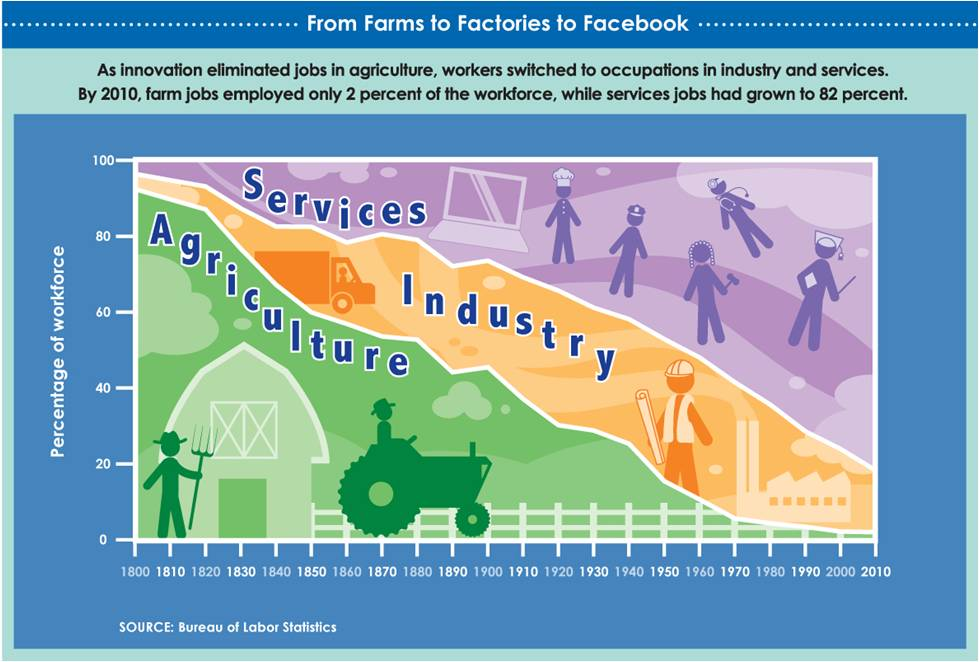 From Farms to Factories to Facebook
As innovation eliminated jobs in agriculture, workers switched to occupations in industry and services.
By 2010, farm jobs employed only 2 percent of the workforce, while services jobs had grown to 82 percent.
Percentage of workforce
100
80
60
40
20
0
Services
Agriculture
Industry
1800 1810 1820 1830 1840 1850 1860 1870 1880 1890 1900 1910 1920 1930 1940 1950 1960 1970 1980 1990 2000 2010
SOURCE: Bureau of Labor Statistics